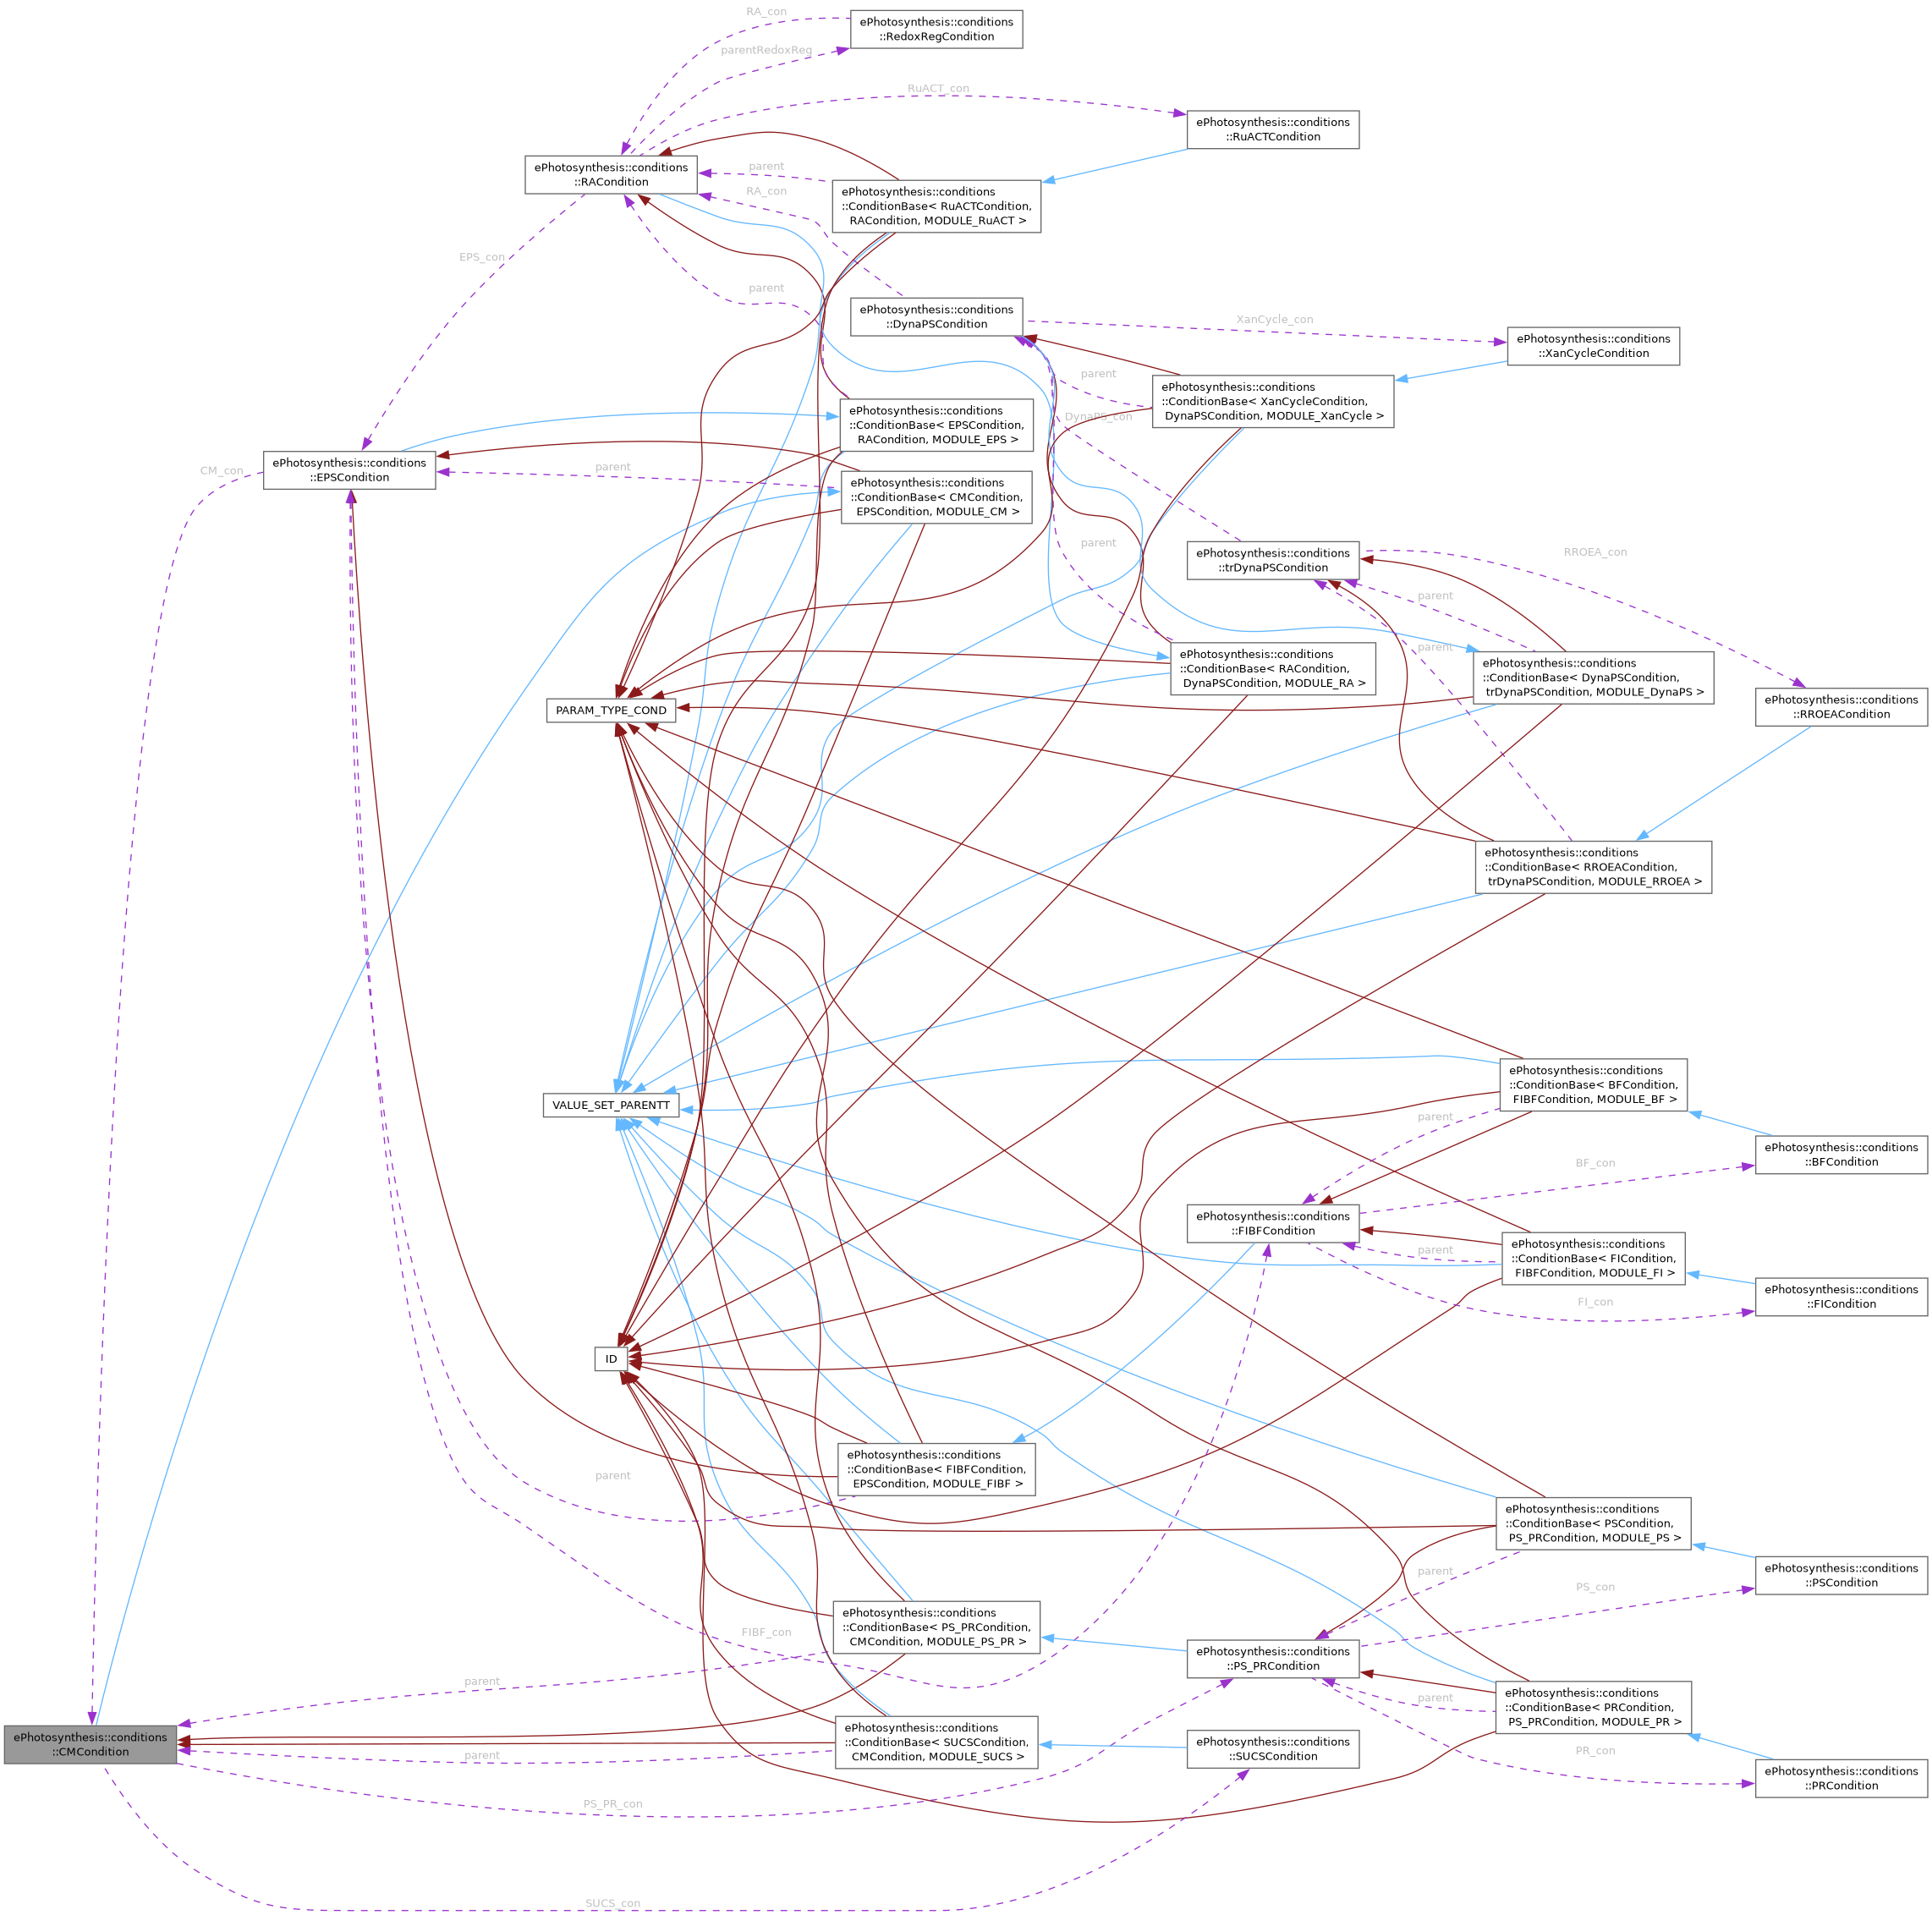 RA_con
ePhotosynthesis::conditions
::RedoxRegCondition
parentRedoxReg
RuACT_con
ePhotosynthesis::conditions
::RuACTCondition
ePhotosynthesis::conditions
::RACondition
parent
RA_con
ePhotosynthesis::conditions
::ConditionBase< RuACTCondition,
RACondition, MODULE_RuACT >
EPS_con
parent
ePhotosynthesis::conditions
::DynaPSCondition
XanCycle_con
ePhotosynthesis::conditions
::XanCycleCondition
parent
ePhotosynthesis::conditions
::ConditionBase< XanCycleCondition,
DynaPSCondition, MODULE_XanCycle >
ePhotosynthesis::conditions
::ConditionBase< EPSCondition,
RACondition, MODULE_EPS >
DynaPS_con
CM_con
ePhotosynthesis::conditions
::EPSCondition
parent
ePhotosynthesis::conditions
::ConditionBase< CMCondition,
EPSCondition, MODULE_CM >
parent
ePhotosynthesis::conditions
::trDynaPSCondition
RROEA_con
parent
parent
ePhotosynthesis::conditions
::ConditionBase< RACondition,
DynaPSCondition, MODULE_RA >
ePhotosynthesis::conditions
::ConditionBase< DynaPSCondition,
trDynaPSCondition, MODULE_DynaPS >
PARAM_TYPE_COND
ePhotosynthesis::conditions
::RROEACondition
ePhotosynthesis::conditions
::ConditionBase< RROEACondition,
trDynaPSCondition, MODULE_RROEA >
VALUE_SET_PARENTT
ePhotosynthesis::conditions
::ConditionBase< BFCondition,
FIBFCondition, MODULE_BF >
parent
ePhotosynthesis::conditions
::BFCondition
BF_con
ePhotosynthesis::conditions
::FIBFCondition
parent
ePhotosynthesis::conditions
::ConditionBase< FICondition,
FIBFCondition, MODULE_FI >
FI_con
ePhotosynthesis::conditions
::FICondition
ID
parent
ePhotosynthesis::conditions
::ConditionBase< FIBFCondition,
EPSCondition, MODULE_FIBF >
ePhotosynthesis::conditions
::ConditionBase< PSCondition,
PS_PRCondition, MODULE_PS >
parent
PS_con
ePhotosynthesis::conditions
::PSCondition
FIBF_con
ePhotosynthesis::conditions
::ConditionBase< PS_PRCondition,
CMCondition, MODULE_PS_PR >
ePhotosynthesis::conditions
::PS_PRCondition
parent
parent
ePhotosynthesis::conditions
::ConditionBase< PRCondition,
PS_PRCondition, MODULE_PR >
ePhotosynthesis::conditions
::CMCondition
parent
ePhotosynthesis::conditions
::ConditionBase< SUCSCondition,
CMCondition, MODULE_SUCS >
ePhotosynthesis::conditions
::SUCSCondition
PR_con
ePhotosynthesis::conditions
::PRCondition
PS_PR_con
SUCS_con